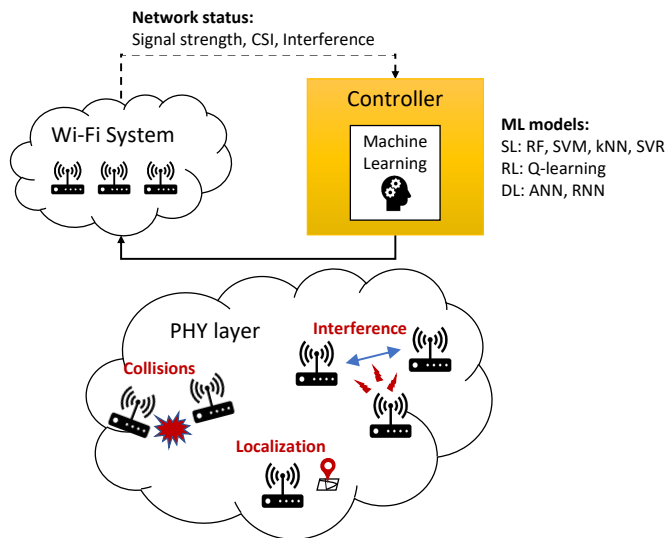 Network status:
Signal strength, CSI, Interference
Wi-Fi System
Controller
Machine
Learning
ML models:
SL: RF, SVM, kNN, SVR
RL: Q-learning
DL: ANN, RNN
PHY layer
Interference
Collisions
Localization